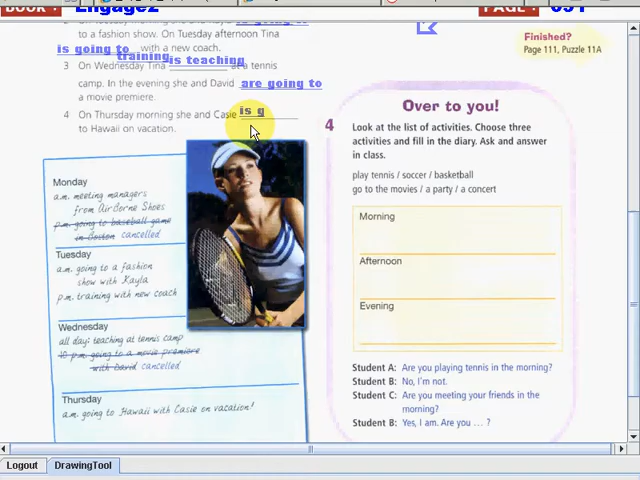 Engage2
PAGE
091
to a fashion show. On Tuesday afternoon Tina
is going to with a new coach.
training
3 On Wednesday Tina is teaching at a tennis
camp. In the evening she and David are going to
a movie premiere.
4 On Thursday morning she and Casie is g
to Hawaii on vacation.
Monday
a.m. meeting managers
from AirBorne Shoes
p.m. going to baseball game
in Boston cancelled
Tuesday
a.m. going to a fashion
show with Kayla
p.m. training with new coach
Wednesday
all day: teaching at tennis camp
10 p.m. going to a movie premiere
with David cancelled
Thursday
a.m. going to Hawaii with Casie on vacation!
Finished?
Page 111, Puzzle 11A
Over to you!
4 Look at the list of activities. Choose three
activities and fill in the diary. Ask and answer
in class.
play tennis / soccer / basketball
go to the movies / a party / a concert
Morning
Afternoon
Evening
Student A: Are you playing tennis in the morning?
Student B: No, I'm not.
Student C: Are you meeting your friends in the
morning?
Student B: Yes, I am. Are you ... ?
Logout
DrawingTool